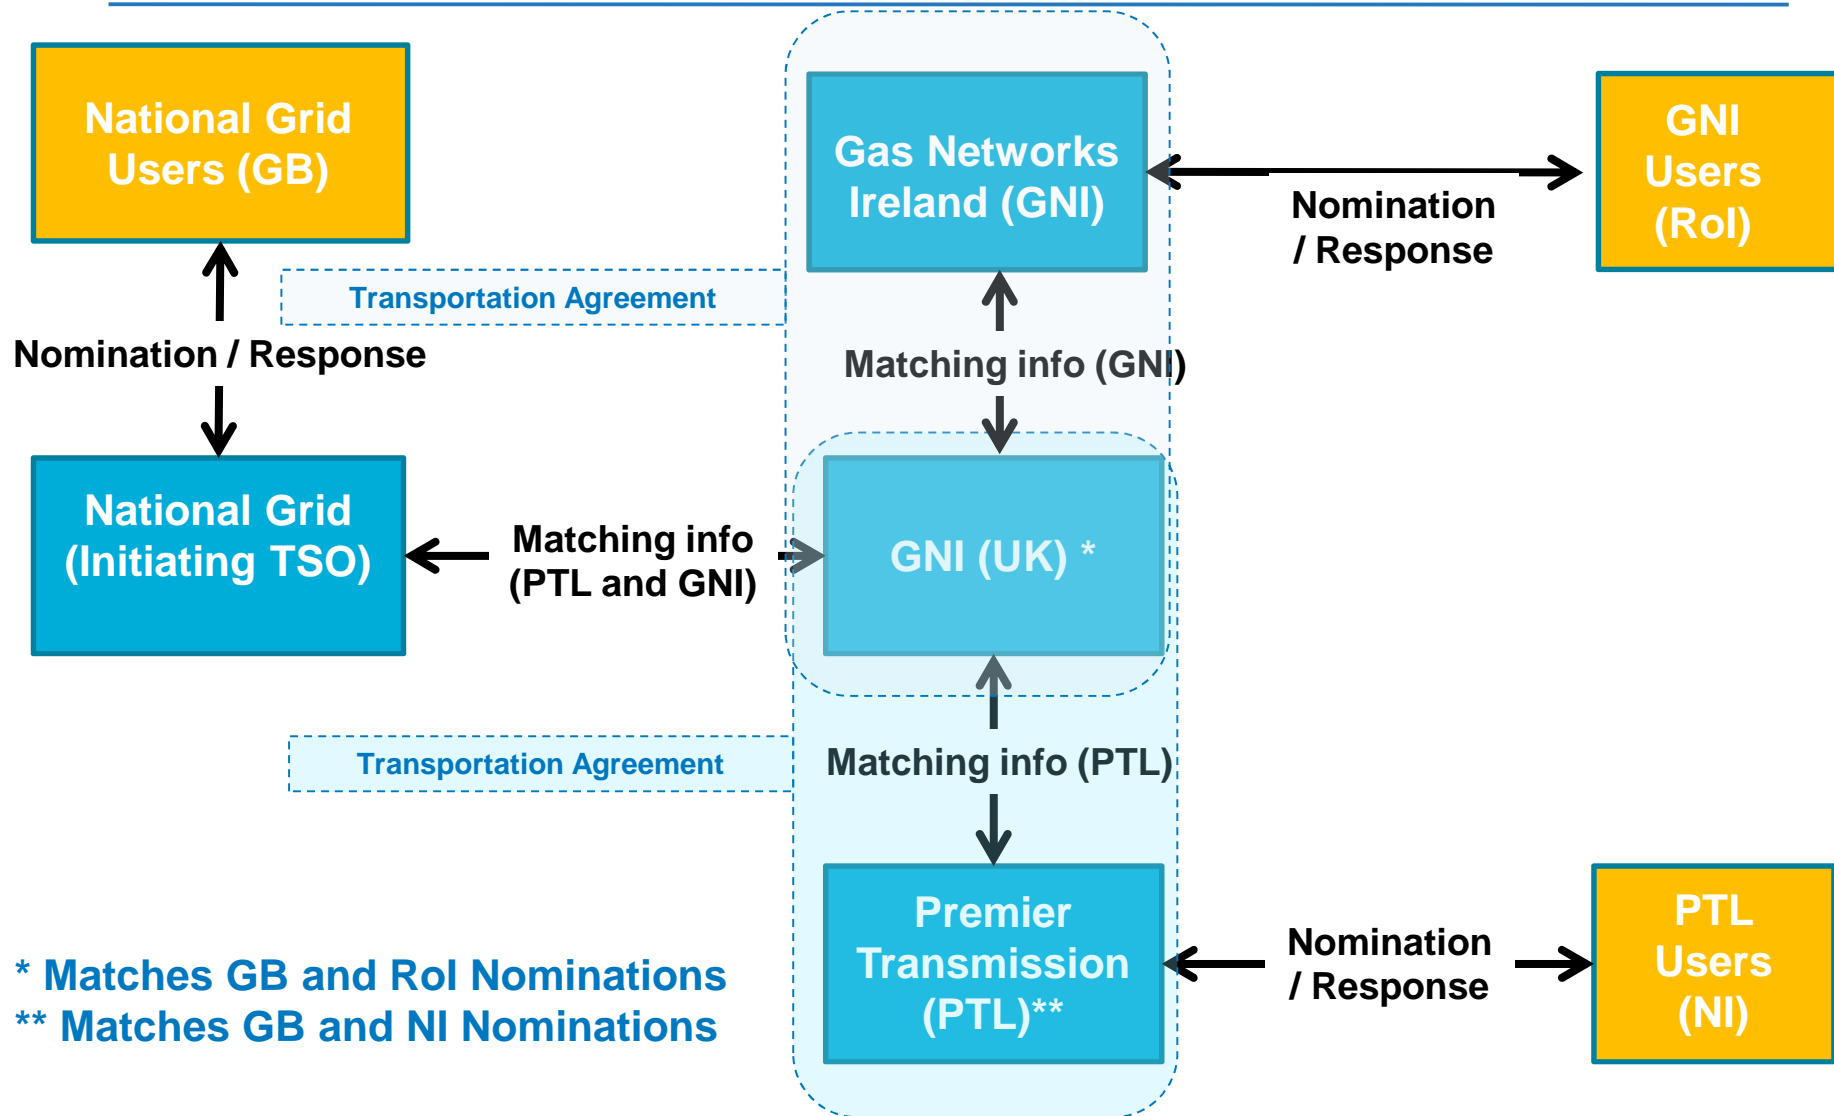 National Grid
Users (GB)
Gas Networks
Ireland (GNI)
GNI
Users
(RoI)
Nomination
/ Response
Transportation Agreement
Nomination / Response
Matching info (GNI)
National Grid
(Initiating TSO)
Matching info
(PTL and GNI)
GNI (UK) *
Transportation Agreement
Matching info (PTL)
Premier
Transmission
(PTL)**
Nomination
/ Response
PTL
Users
(NI)
* Matches GB and RoI Nominations
** Matches GB and NI Nominations